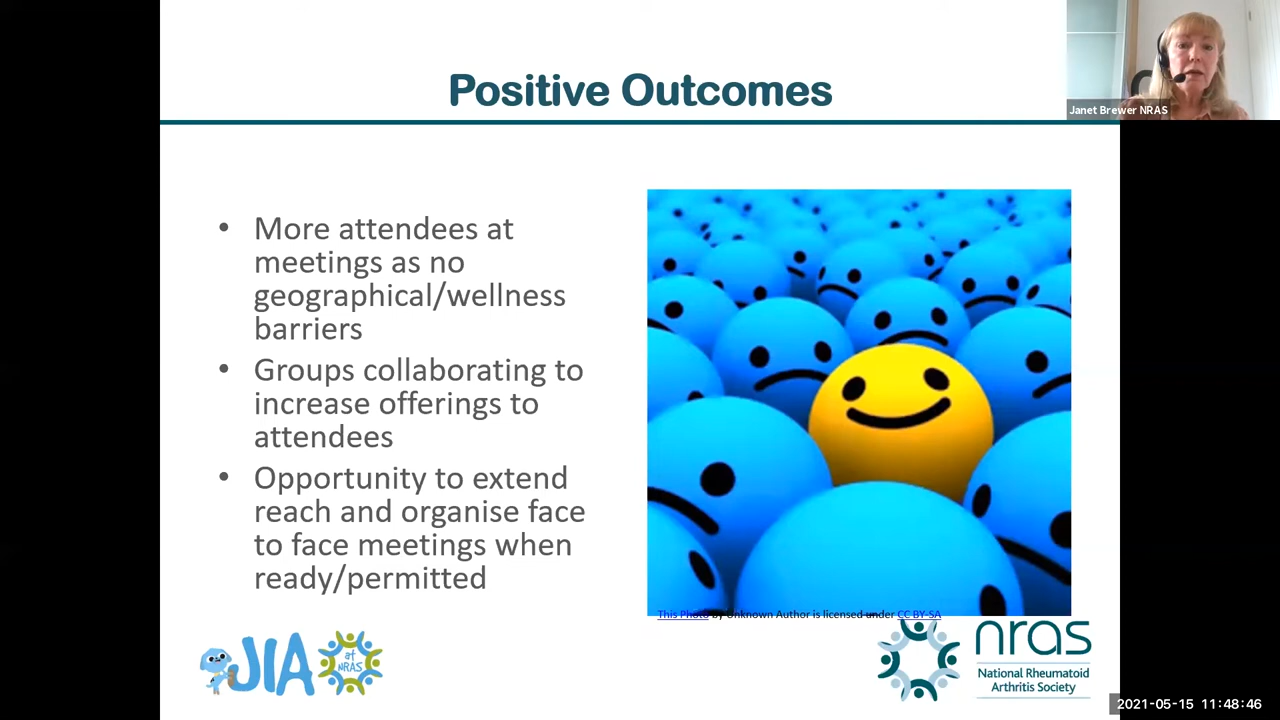 Positive Outcomes
Janet Brewer NRAS
• More attendees at
meetings as no
geographical/wellness
barriers
• Groups collaborating to
increase offerings to
attendees
• Opportunity to extend
reach and organise face
to face meetings when
ready/permitted
This Photo by Unknown Author is licensed under CC BY-SA
JIA
at
NRAS
nras
National Rheumatoid
Arthritis Society
2021-05-15 11:48:46